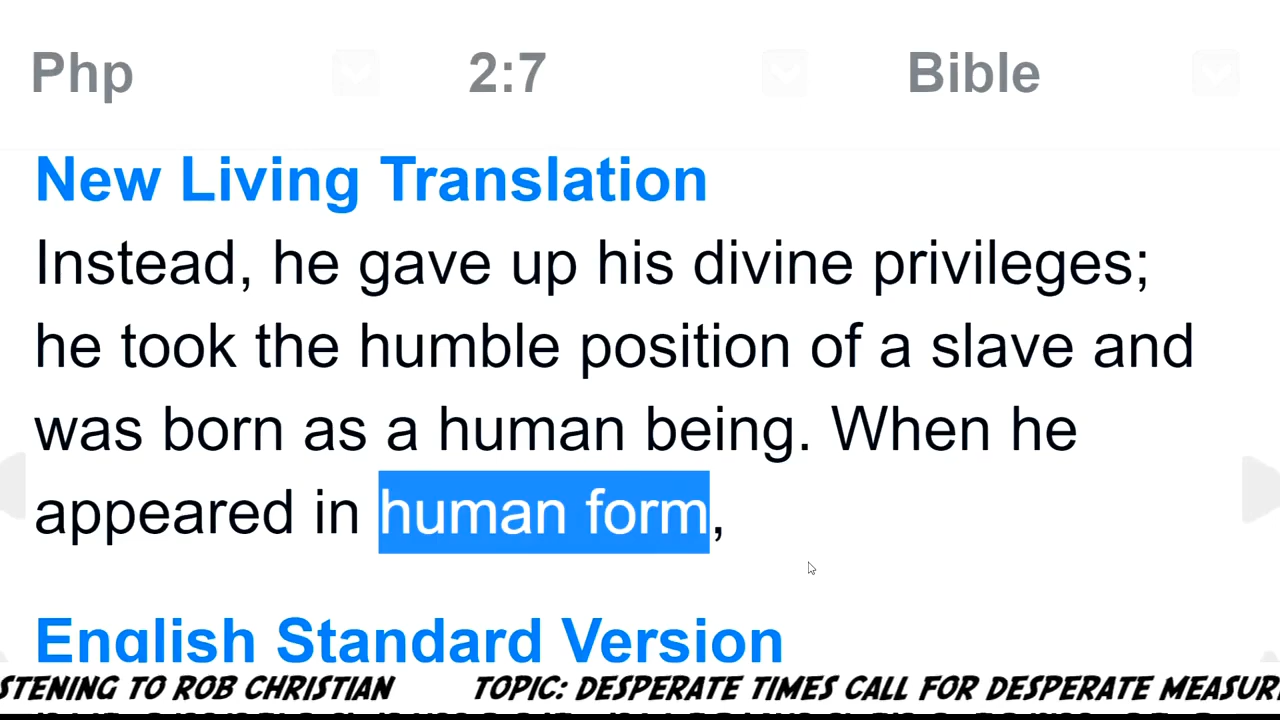 Php 2:7 Bible
New Living Translation
Instead, he gave up his divine privileges;
he took the humble position of a slave and
was born as a human being. When he
appeared in human form,
English Standard Version
STENING TO ROB CHRISTIAN TOPIC: DESPERATE TIMES CALL FOR DESPERATE MEASUR